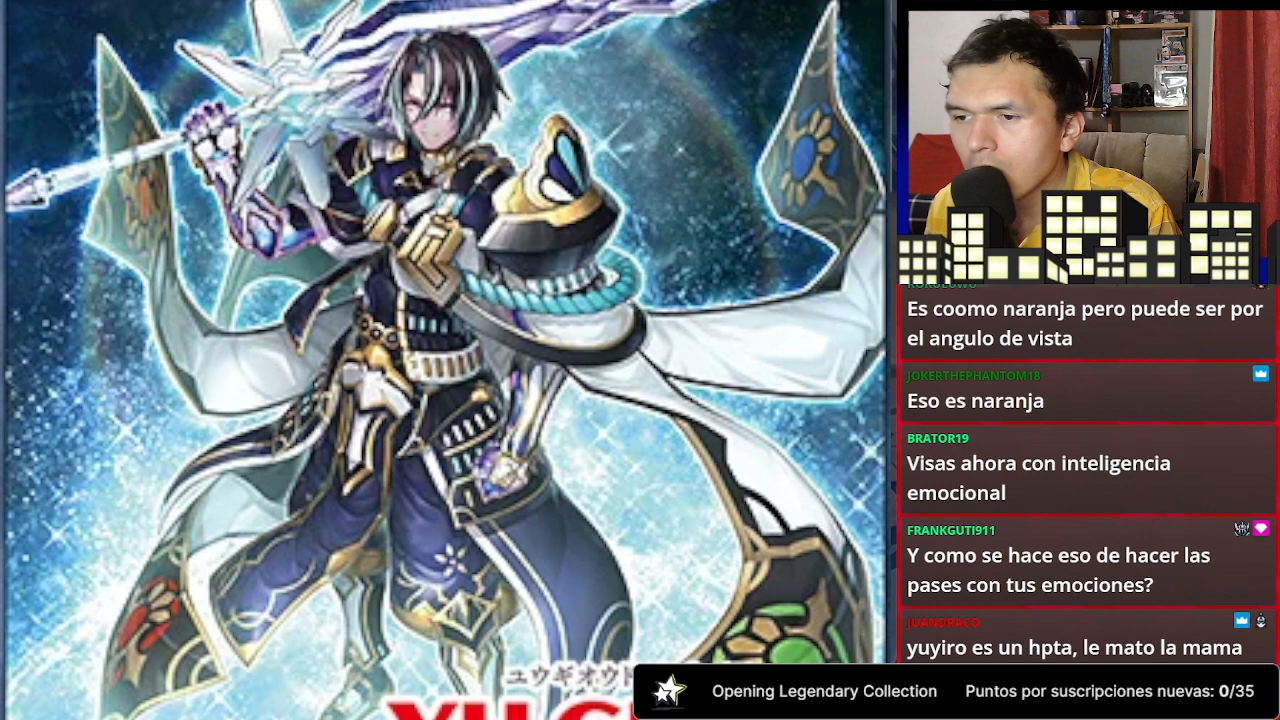 Es coomo naranja pero puede ser por
el angulo de vista
JOKERTHEPHANTOM18
Eso es naranja
BRATOR19
Visas ahora con inteligencia
emocional
FRANKGUTI911
Y como se hace eso de hacer las
pases con tus emociones?
JUANDRACO
yuyiro es un hpta, le mato la mama
ユウギオウ
Opening Legendary Collection
Puntos por suscripciones nuevas: 0/35